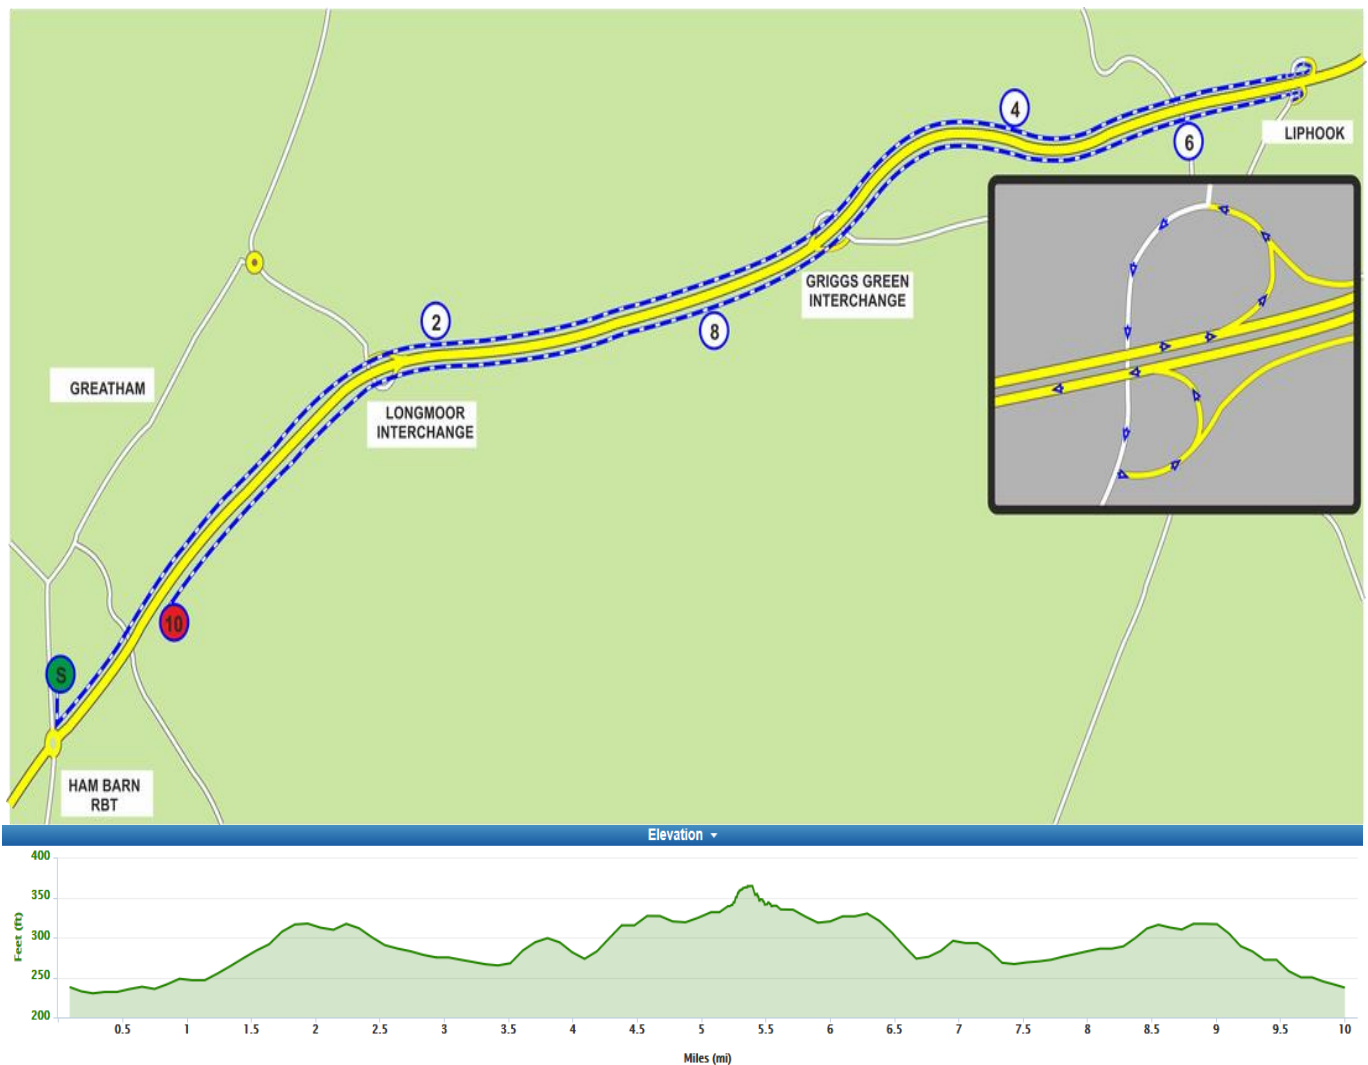 4
6
LIPHOOK
GRIGGS GREEN
INTERCHANGE
2
8
GREATHAM
LONGMOOR
INTERCHANGE
10
S
HAM BARN
RBT
Elevation
400
350
300
250
200
Feet (ft)
0.5 1 1.5 2 2.5 3 3.5 4 4.5 5 5.5 6 6.5 7 7.5 8 8.5 9 9.5 10
Miles (mi)